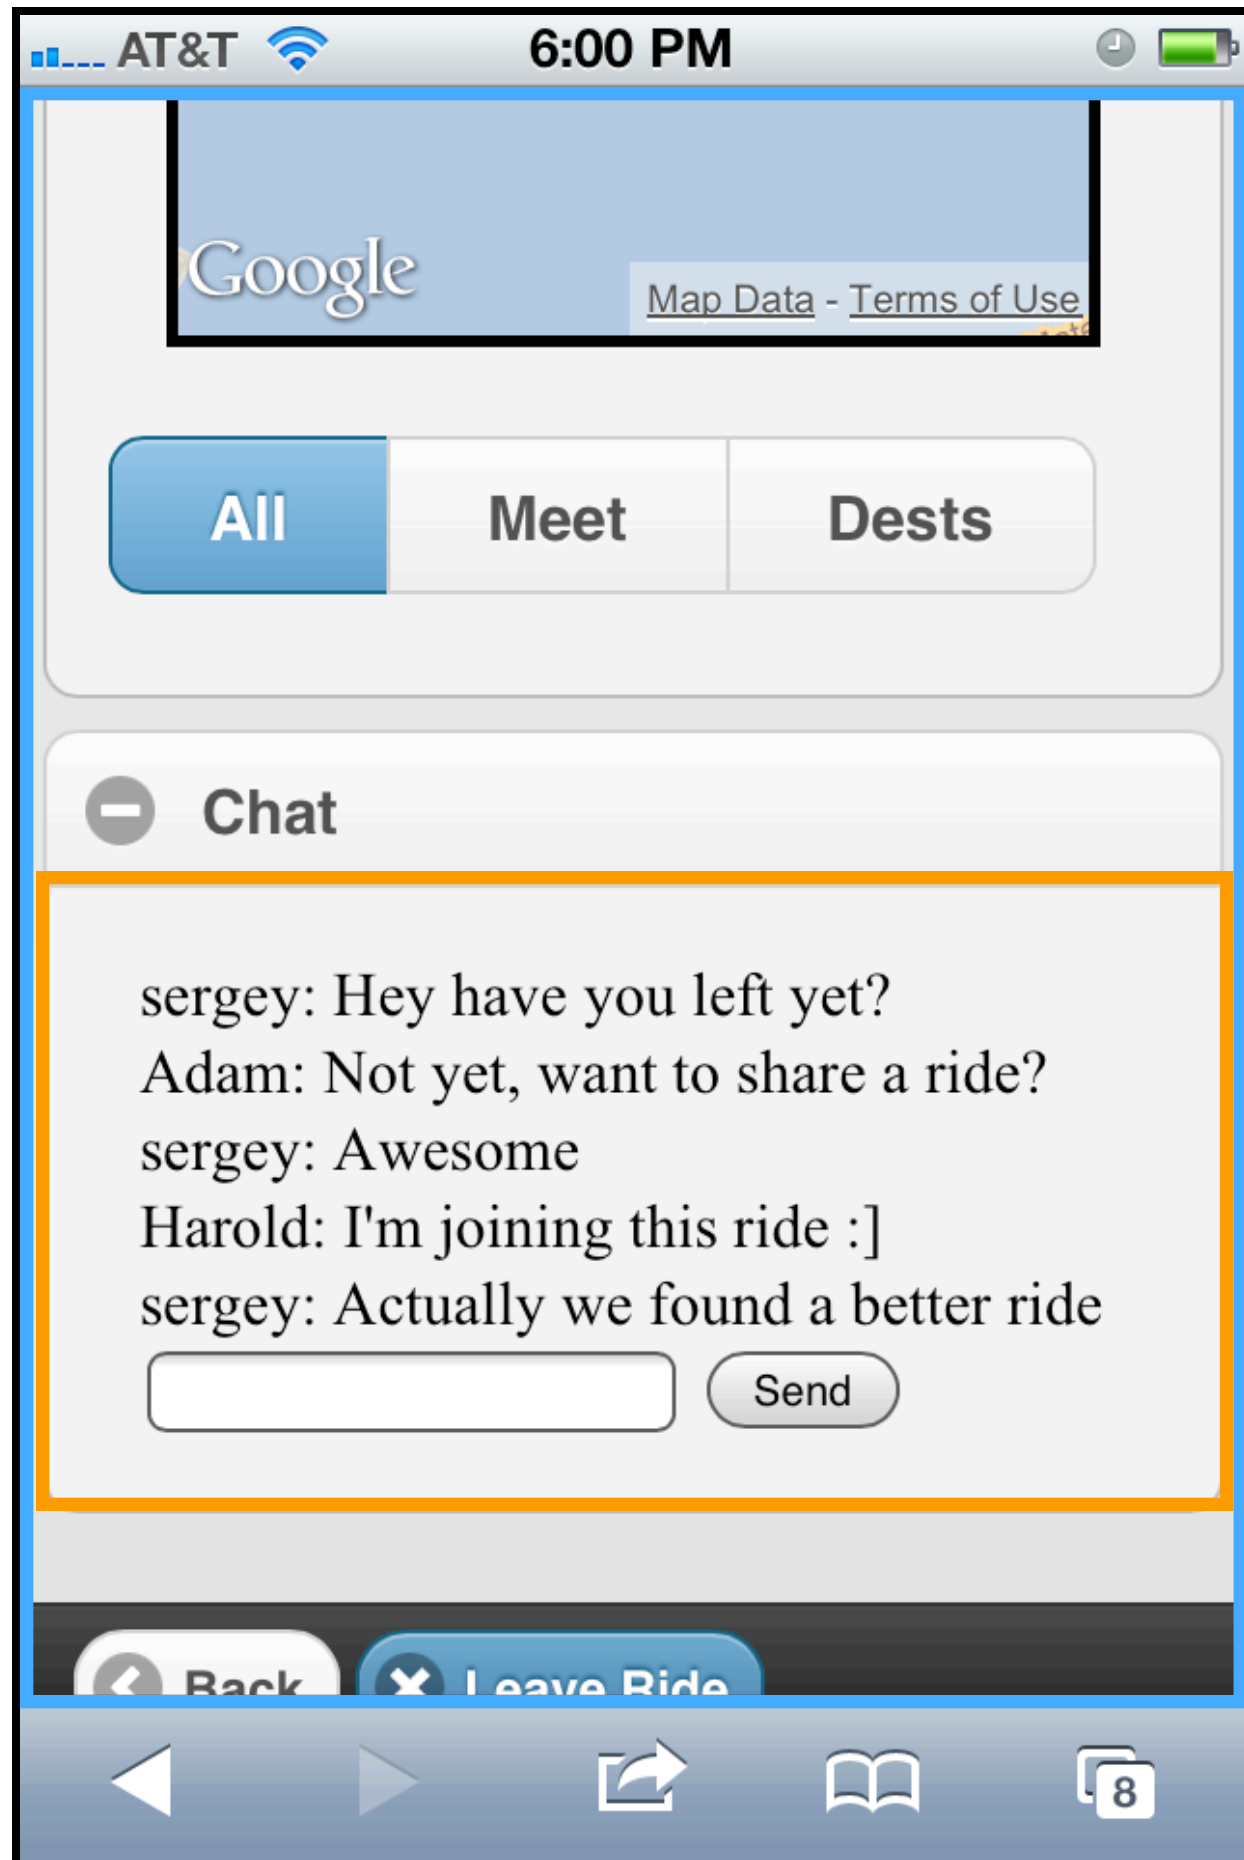 AT&T 6:00 PM
Google
Map Data - Terms of Use
All Meet Dests
Chat
sergey: Hey have you left yet?
Adam: Not yet, want to share a ride?
sergey: Awesome
Harold: I'm joining this ride :]
sergey: Actually we found a better ride
Send
Back Leave Ride
8